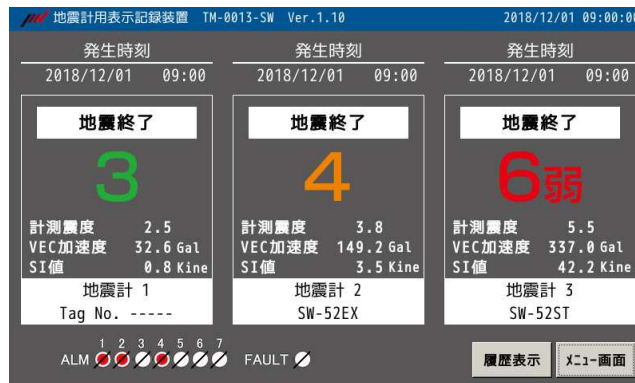 地震計用表示記録装置 TM-0013-SW Ver.1.10 2018/12/01 09:00:00
発生時刻
2018/12/01 09:00
地震終了
3
計測震度 2.5
VEC加速度 32.6 Gal
SI値 0.8 Kine
地震計 1
Tag No. -----
発生時刻
2018/12/01 09:00
地震終了
4
計測震度 3.8
VEC加速度 149.2 Gal
SI値 3.5 Kine
地震計 2
SW-52EX
発生時刻
2018/12/01 09:00
地震終了
6弱
計測震度 5.5
VEC加速度 337.0 Gal
SI値 42.2 Kine
地震計 3
SW-52ST
1 2 3 4 5 6 7
ALM FAULT
履歴表示 ﾒﾆｭｰ画面